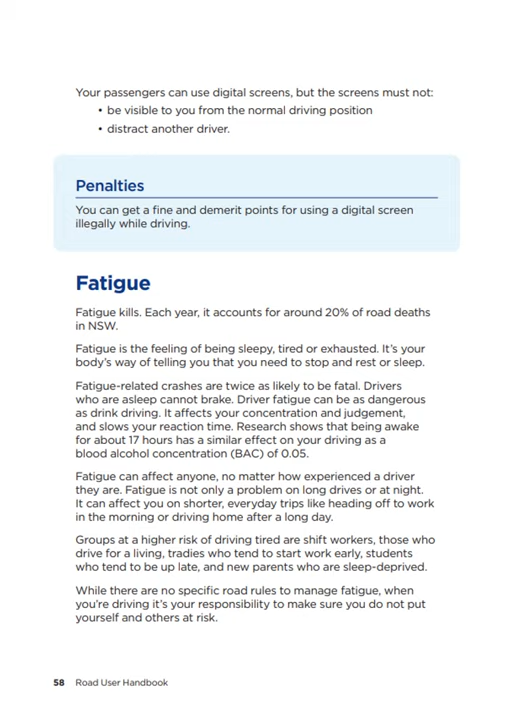 Your passengers can use digital screens, but the screens must not:
• be visible to you from the normal driving position
• distract another driver.
Penalties
You can get a fine and demerit points for using a digital screen
illegally while driving.
Fatigue
Fatigue kills. Each year, it accounts for around 20% of road deaths
in NSW.
Fatigue is the feeling of being sleepy, tired or exhausted. It’s your
body’s way of telling you that you need to stop and rest or sleep.
Fatigue-related crashes are twice as likely to be fatal. Drivers
who are asleep cannot brake. Driver fatigue can be as dangerous
as drink driving. It affects your concentration and judgement,
and slows your reaction time. Research shows that being awake
for about 17 hours has a similar effect on your driving as a
blood alcohol concentration (BAC) of 0.05.
Fatigue can affect anyone, no matter how experienced a driver
they are. Fatigue is not only a problem on long drives or at night.
It can affect you on shorter, everyday trips like heading off to work
in the morning or driving home after a long day.
Groups at a higher risk of driving tired are shift workers, those who
drive for a living, tradies who tend to start work early, students
who tend to be up late, and new parents who are sleep-deprived.
While there are no specific road rules to manage fatigue, when
you’re driving it’s your responsibility to make sure you do not put
yourself and others at risk.
58 Road User Handbook